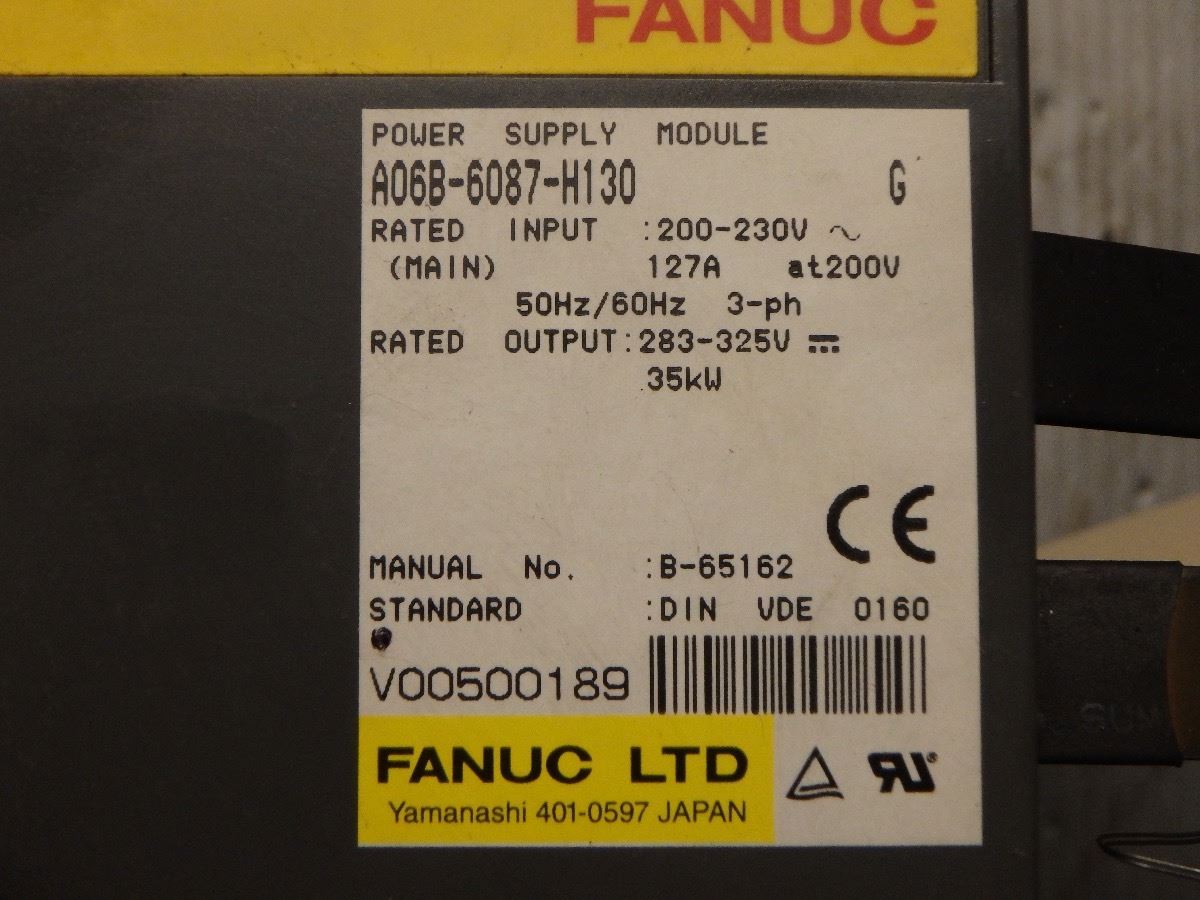 FANUC
POWER SUPPLY MODULE
A06B-6087-H130 G
RATED INPUT :200-230V ~
(MAIN) 127A at200V
50Hz/60Hz 3-ph
RATED OUTPUT:283-325V ⎓
35kW
CE
MANUAL No. :B-65162
STANDARD :DIN VDE 0160
V00500189
FANUC LTD
Yamanashi 401-0597 JAPAN